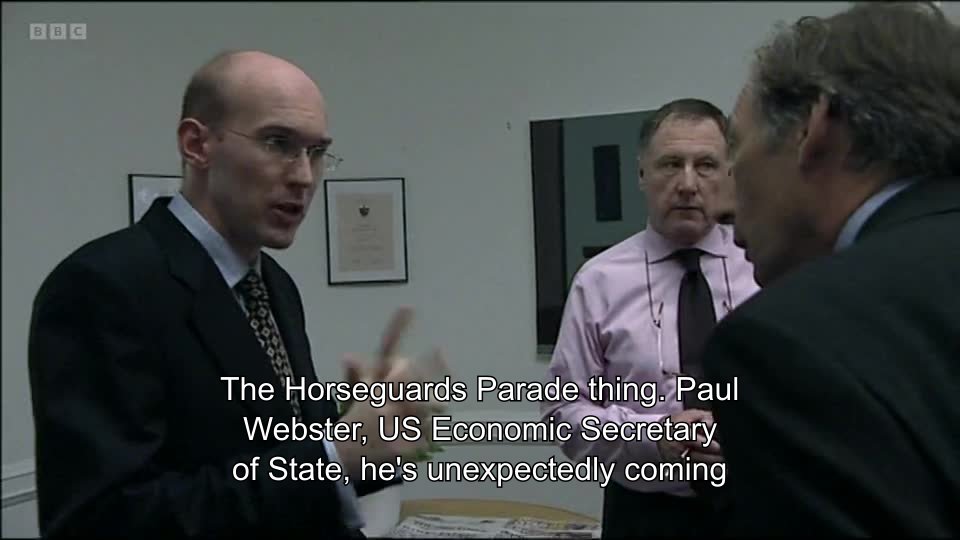 BBC
The Horseguards Parade thing. Paul
Webster, US Economic Secretary
of State, he's unexpectedly coming